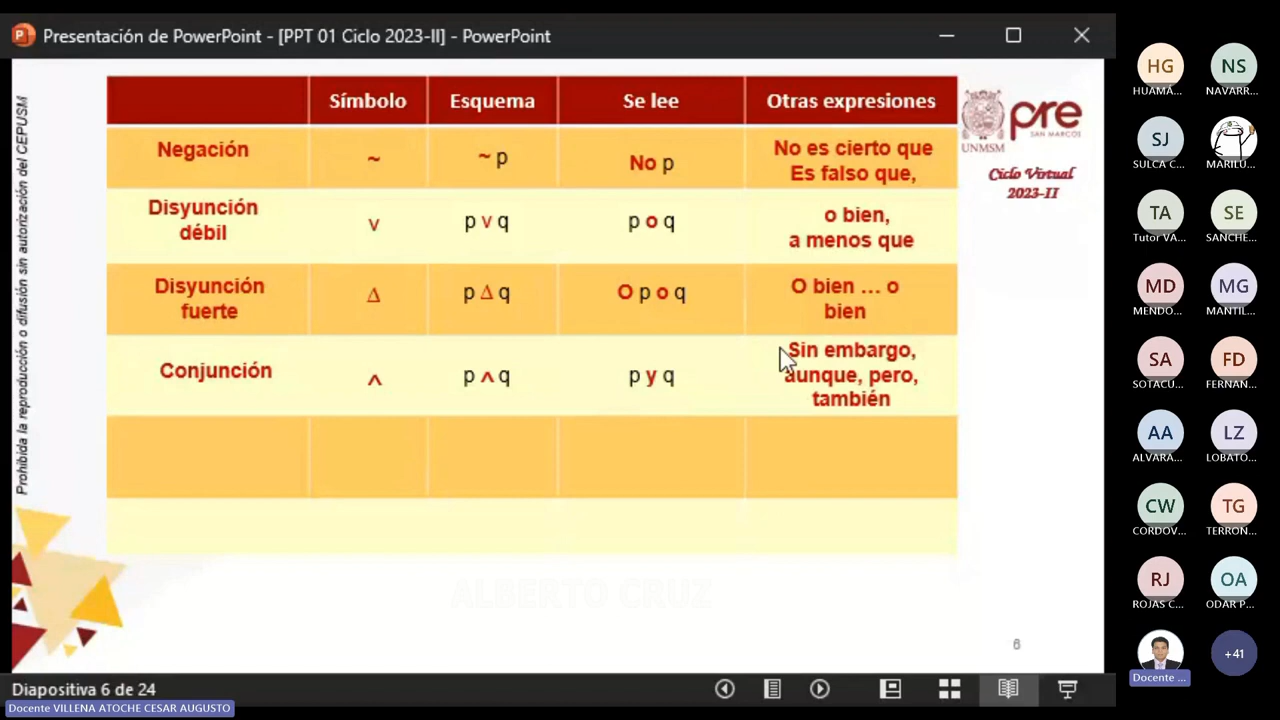 Presentación de PowerPoint - [PPT 01 Ciclo 2023-II] - PowerPoint
Prohibida la reproducción o difusión sin autorización del CEPUSM
Símbolo Esquema Se lee Otras expresiones
Negación ~ ~ p No p No es cierto que
Es falso que,
Disyunción
débil
v p v q p o q o bien,
a menos que
Disyunción
fuerte
Δ p Δ q O p o q O bien ... o
bien
Conjunción ʌ p ʌ q p y q Sin embargo,
aunque, pero,
también
UNMSM
pre
SAN MARCOS
Ciclo Virtual
2023-II
ALBERTO CRUZ
6
Diapositiva 6 de 24
Docente VILLENA ATOCHE CESAR AUGUSTO
HG NS
HUAMÁ... NAVARR...
SJ
SULCA C... MARILU...
TA SE
Tutor VA... SANCHE...
MD MG
MENDO... MANTIL...
SA FD
SOTACU... FERNAN...
AA LZ
ALVARA... LOBATO...
CW TG
CORDOV... TERRON...
RJ OA
ROJAS C... ODAR P...
+41
Docente ...